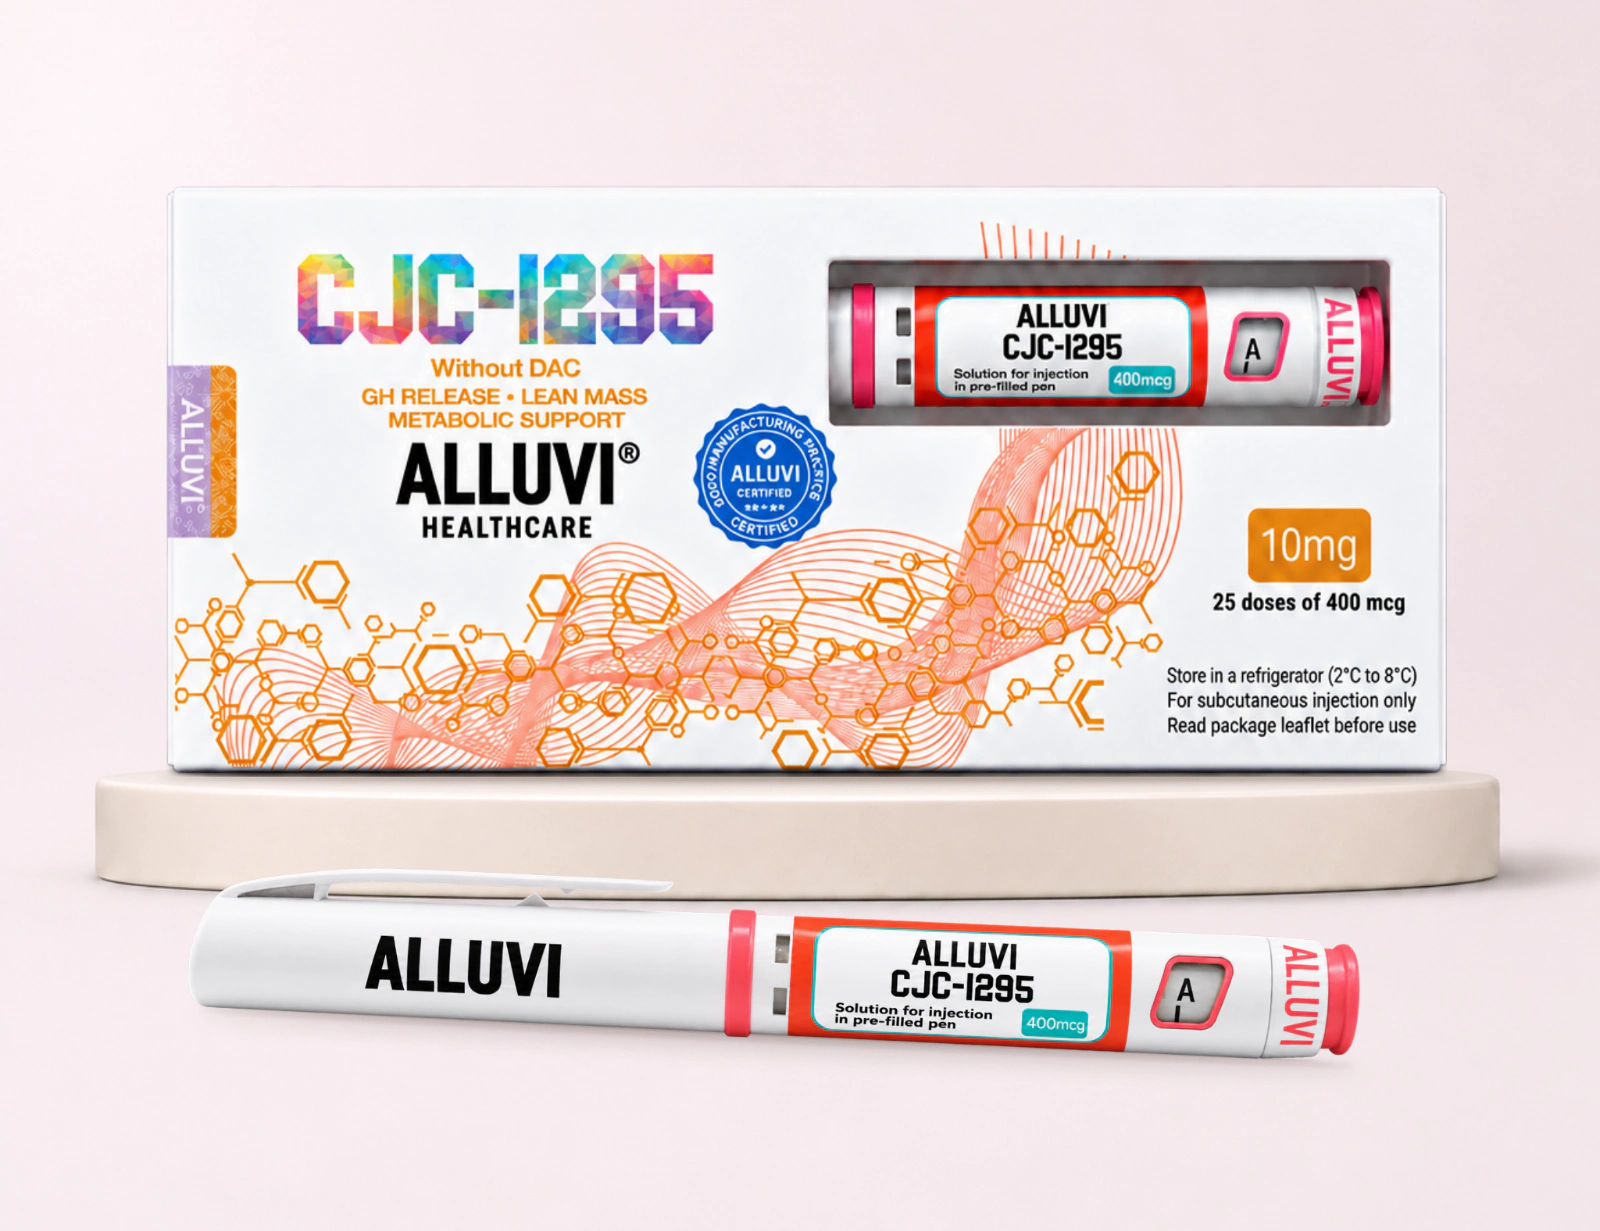 CJC-1295
Without DAC
GH RELEASE • LEAN MASS
METABOLIC SUPPORT
ALLUVI®
HEALTHCARE
ALLUVI®
GOOD MANUFACTURING PRACTICE
ALLUVI
CERTIFIED
CERTIFIED
ALLUVI
CJC-1295
Solution for injection
in pre-filled pen
400mcg
A
ALLUVI
10mg
25 doses of 400 mcg
Store in a refrigerator (2°C to 8°C)
For subcutaneous injection only
Read package leaflet before use
ALLUVI
ALLUVI
CJC-1295
Solution for injection
in pre-filled pen
400mcg
A
ALLUVI